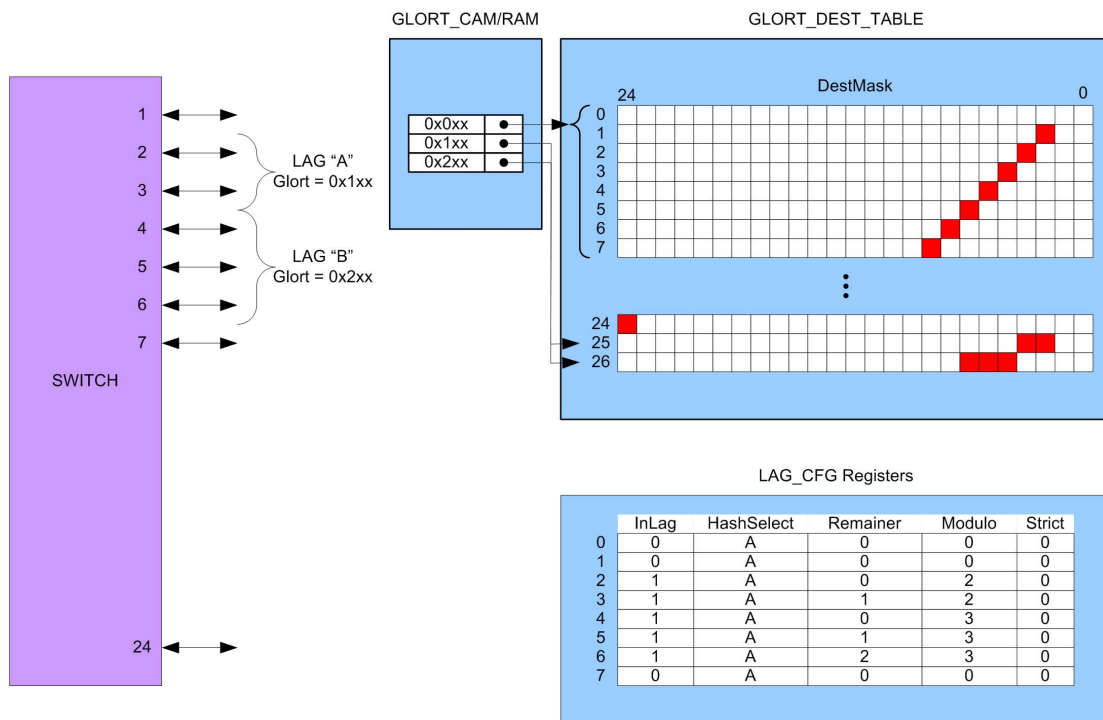 GLORT_CAM/RAM
GLORT_DEST_TABLE
1
2
3
4
5
6
7
24
SWITCH
LAG “A”
Glort = 0x1xx
LAG “B”
Glort = 0x2xx
0x0xx
0x1xx
0x2xx
DestMask
24
0
0
1
2
3
4
5
6
7
24
25
26
LAG_CFG Registers
InLag HashSelect Remainer Modulo Strict
0 0 A 0 0 0
1 0 A 0 0 0
2 1 A 0 2 0
3 1 A 1 2 0
4 1 A 0 3 0
5 1 A 1 3 0
6 1 A 2 3 0
7 0 A 0 0 0